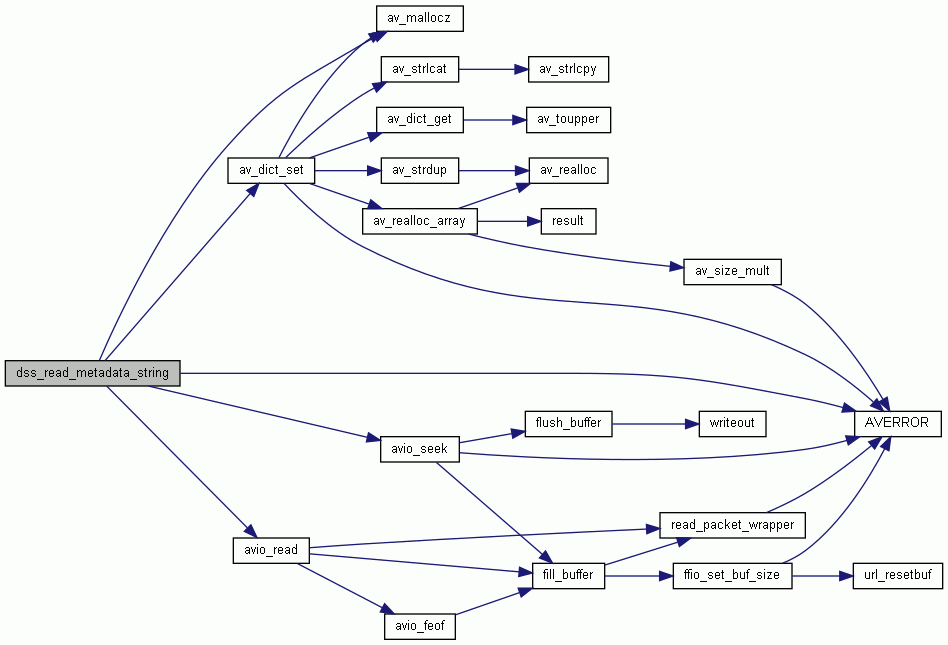 av_mallocz
av_strlcat
av_strlcpy
av_dict_get
av_toupper
av_dict_set
av_strdup
av_realloc
av_realloc_array
result
av_size_mult
dss_read_metadata_string
flush_buffer
writeout
AVERROR
avio_seek
read_packet_wrapper
avio_read
fill_buffer
ffio_set_buf_size
url_resetbuf
avio_feof